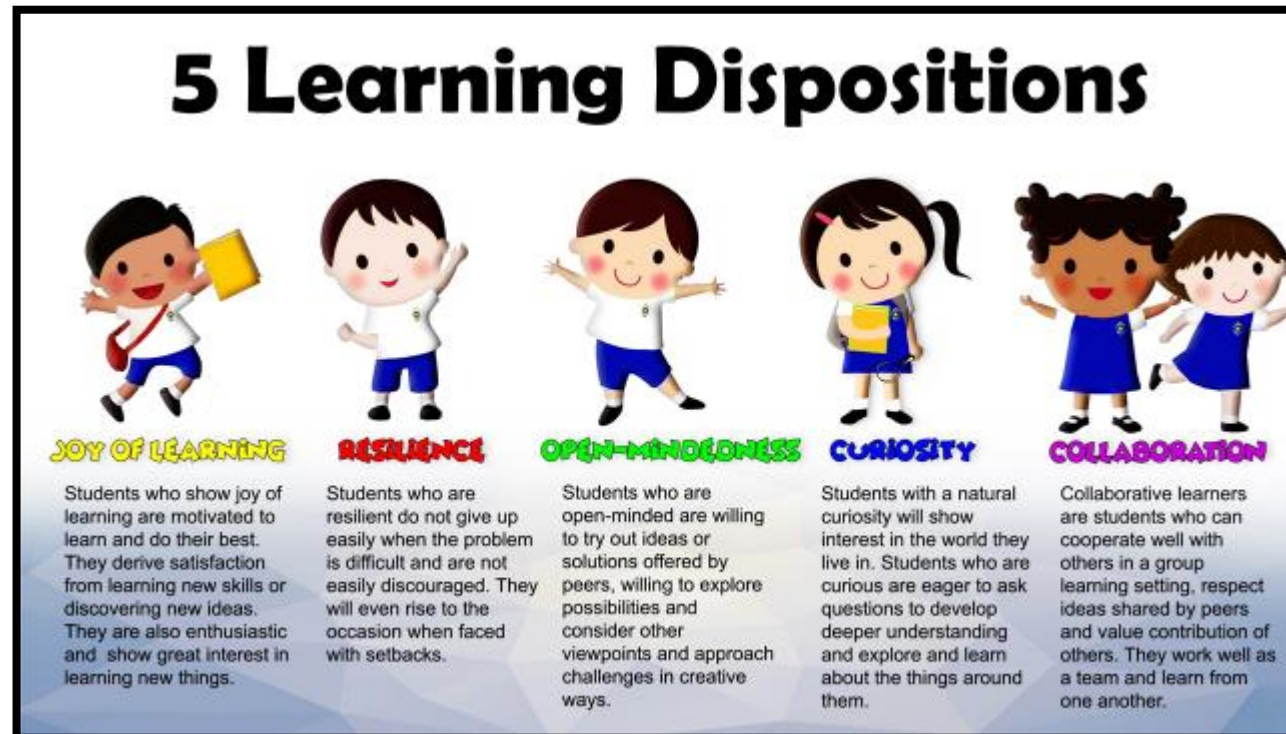 5 Learning Dispositions
JOY OF LEARNING
Students who show joy of
learning are motivated to
learn and do their best.
They derive satisfaction
from learning new skills or
discovering new ideas.
They are also enthusiastic
and show great interest in
learning new things.
RESILIENCE
Students who are
resilient do not give up
easily when the problem
is difficult and are not
easily discouraged. They
will even rise to the
occasion when faced
with setbacks.
OPEN-MINDEDNESS
Students who are
open-minded are willing
to try out ideas or
solutions offered by
peers, willing to explore
possibilities and
consider other
viewpoints and approach
challenges in creative
ways.
CURIOSITY
Students with a natural
curiosity will show
interest in the world they
live in. Students who are
curious are eager to ask
questions to develop
deeper understanding
and explore and learn
about the things around
them.
COLLABORATION
Collaborative learners
are students who can
cooperate well with
others in a group
learning setting, respect
ideas shared by peers
and value contribution of
others. They work well as
a team and learn from
one another.